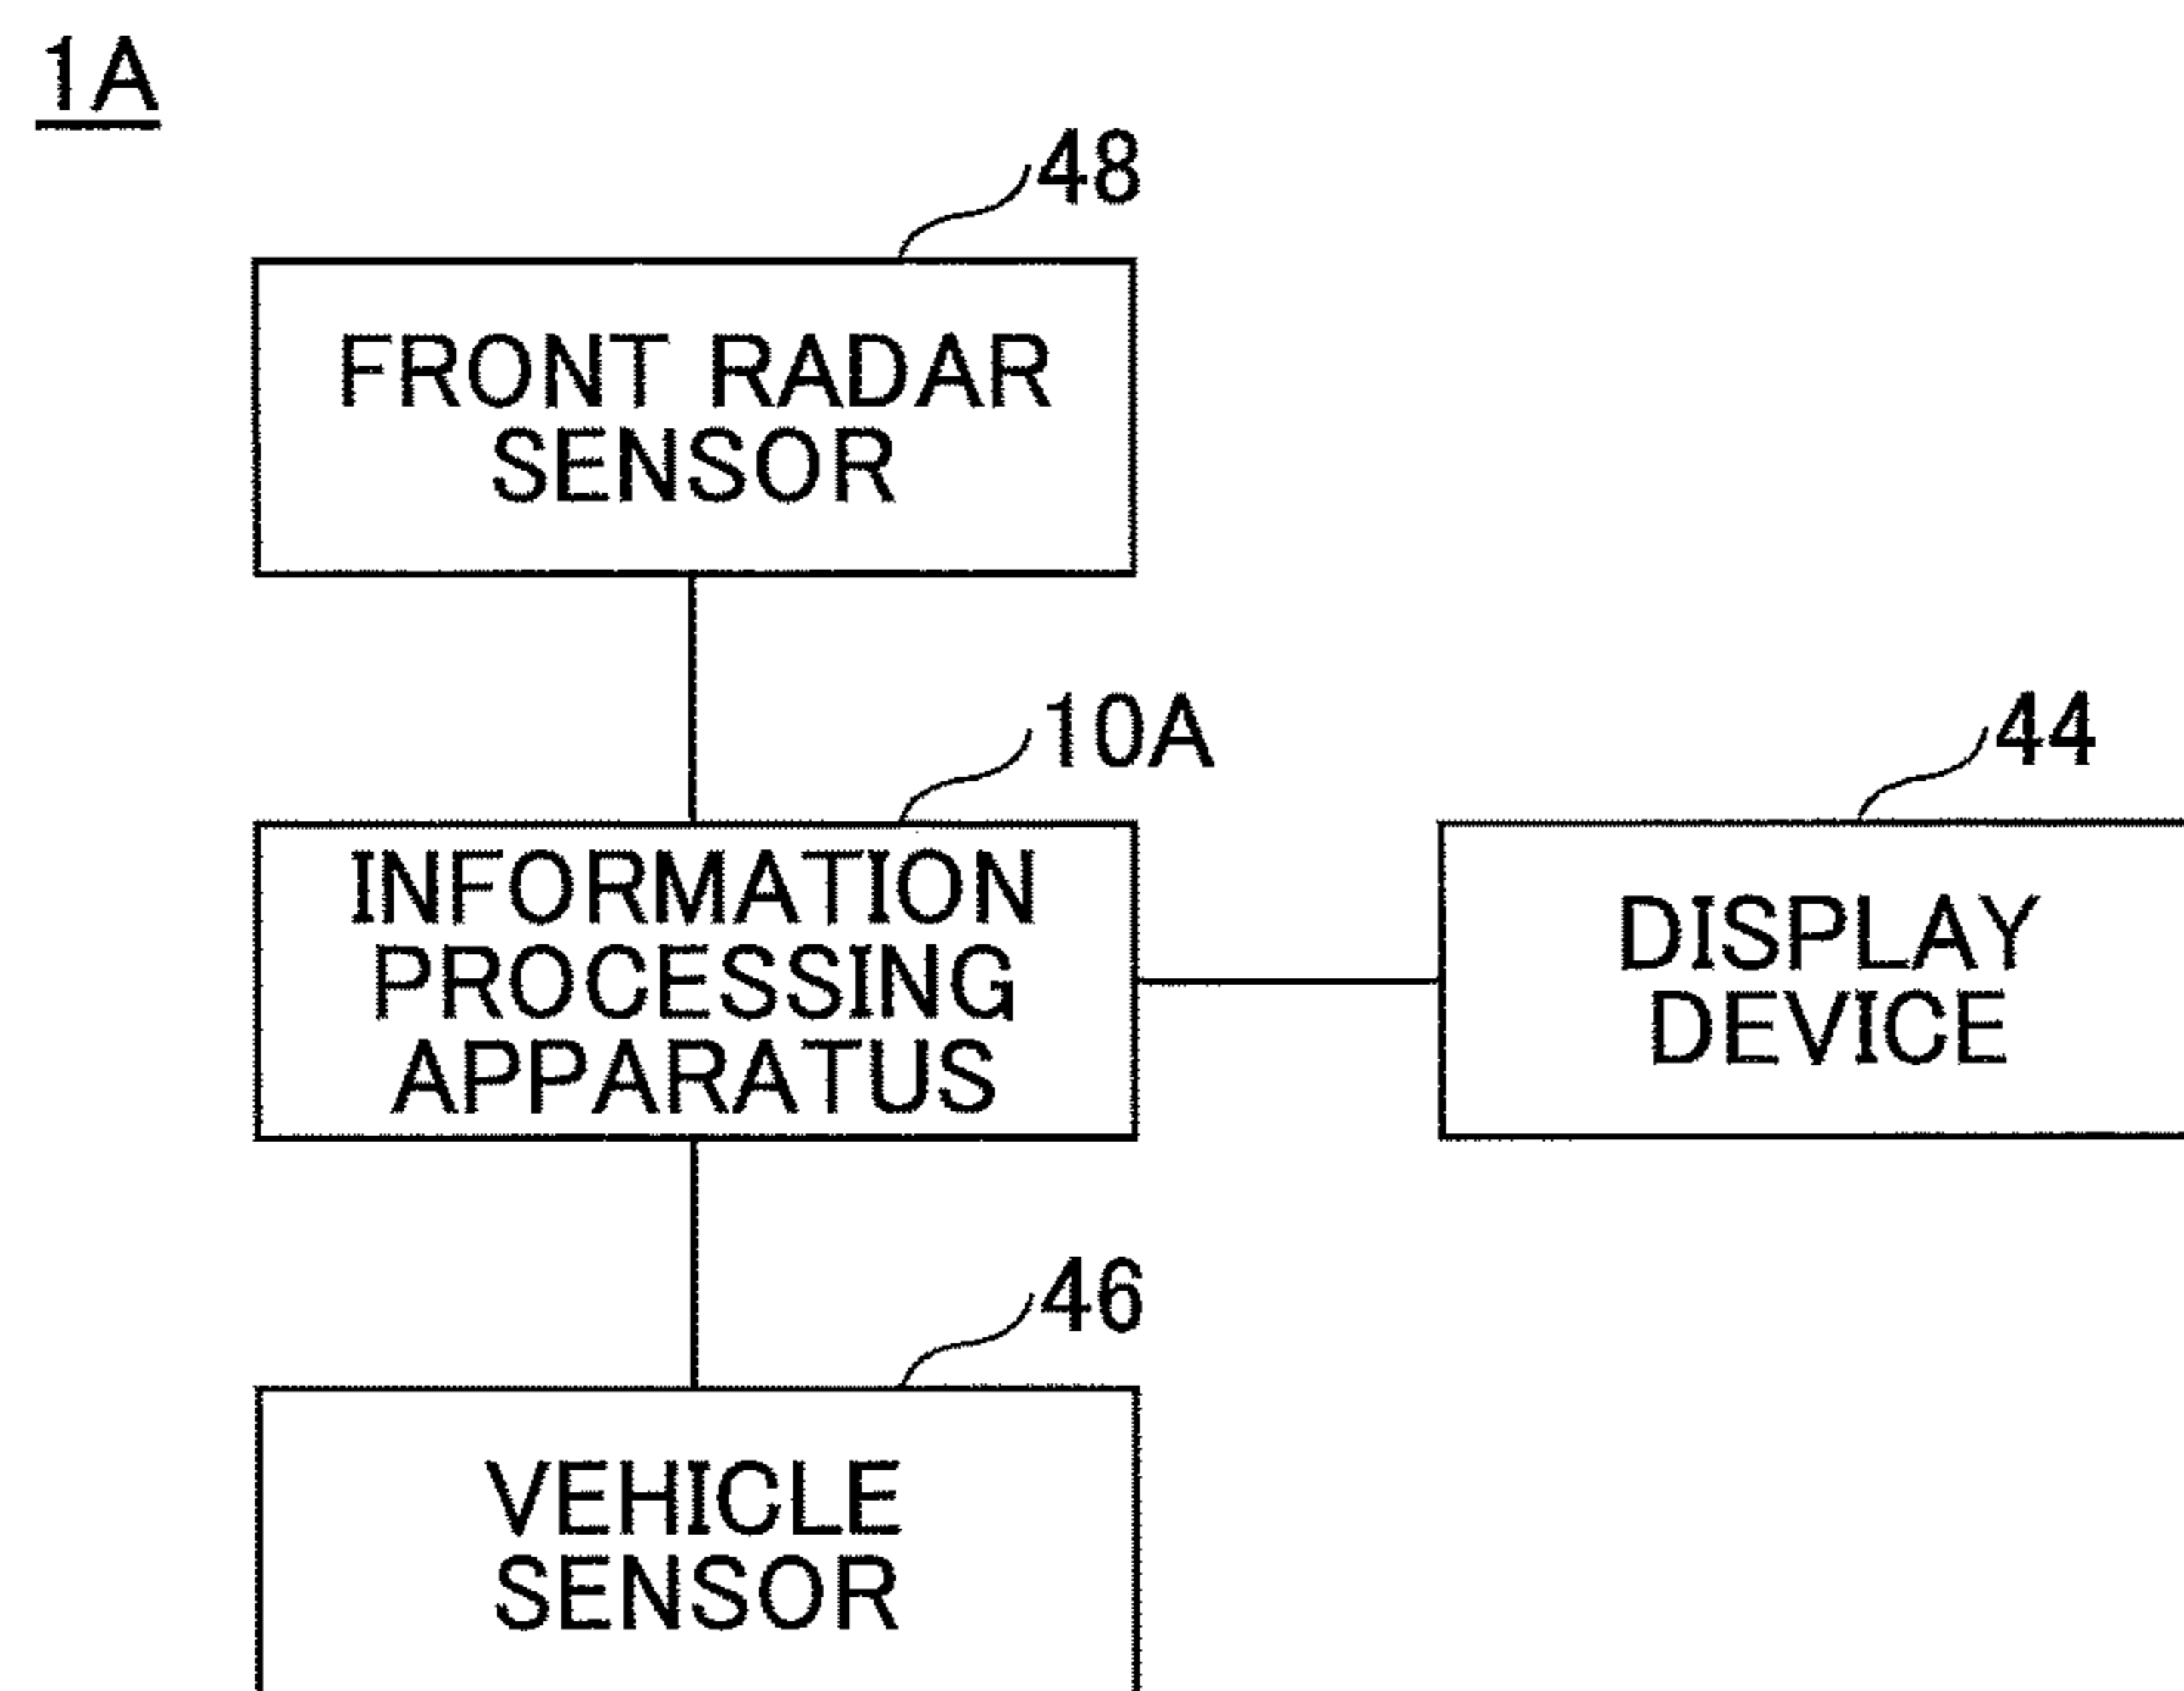 1A
48
FRONT RADAR
SENSOR
10A
INFORMATION
PROCESSING
APPARATUS
44
DISPLAY
DEVICE
46
VEHICLE
SENSOR